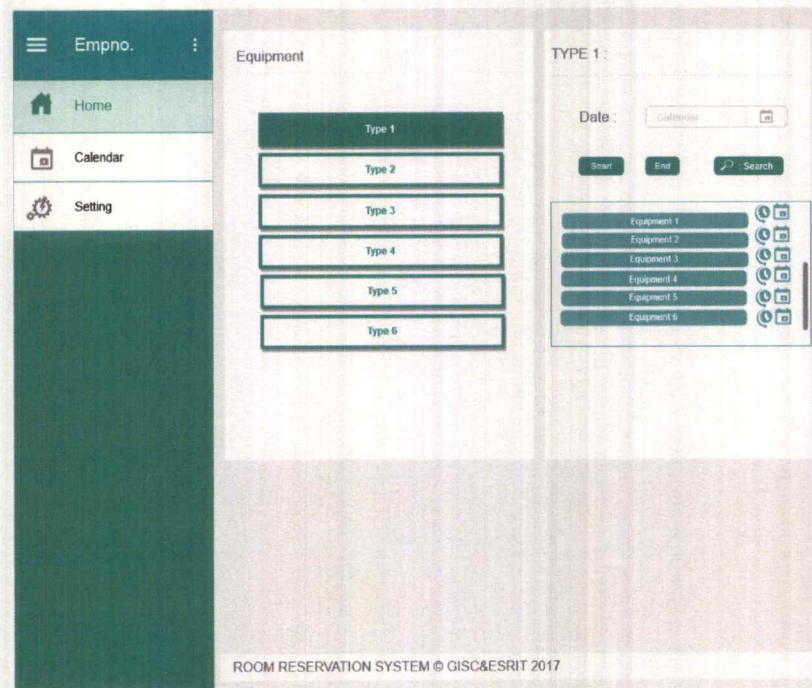 Empno.
Home
Calendar
Setting
Equipment
Type 1
Type 2
Type 3
Type 4
Type 5
Type 6
TYPE 1 :
Date : Calendar
Start End : Search
Equipment 1
Equipment 2
Equipment 3
Equipment 4
Equipment 5
Equipment 6
ROOM RESERVATION SYSTEM © GISC&ESRIT 2017